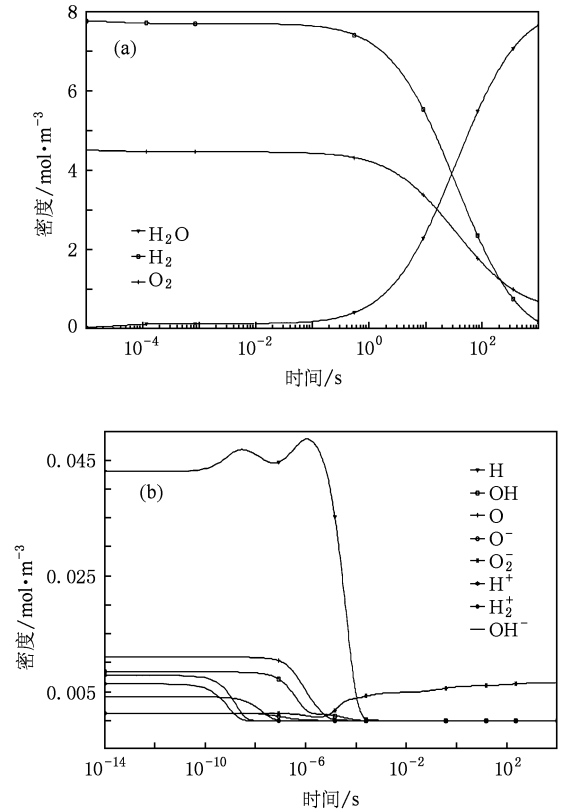 8
(a)
6
密度/mol·m⁻³
4
H₂O
H₂
O₂
2
0
10⁻⁴ 10⁻² 10⁰ 10²
时间/s
0.045
(b)
H
OH
O
O⁻
O₂⁻
H⁺
H₂⁺
OH⁻
密度/mol·m⁻³
0.025
0.005
10⁻¹⁴ 10⁻¹⁰ 10⁻⁶ 10⁻² 10²
时间/s